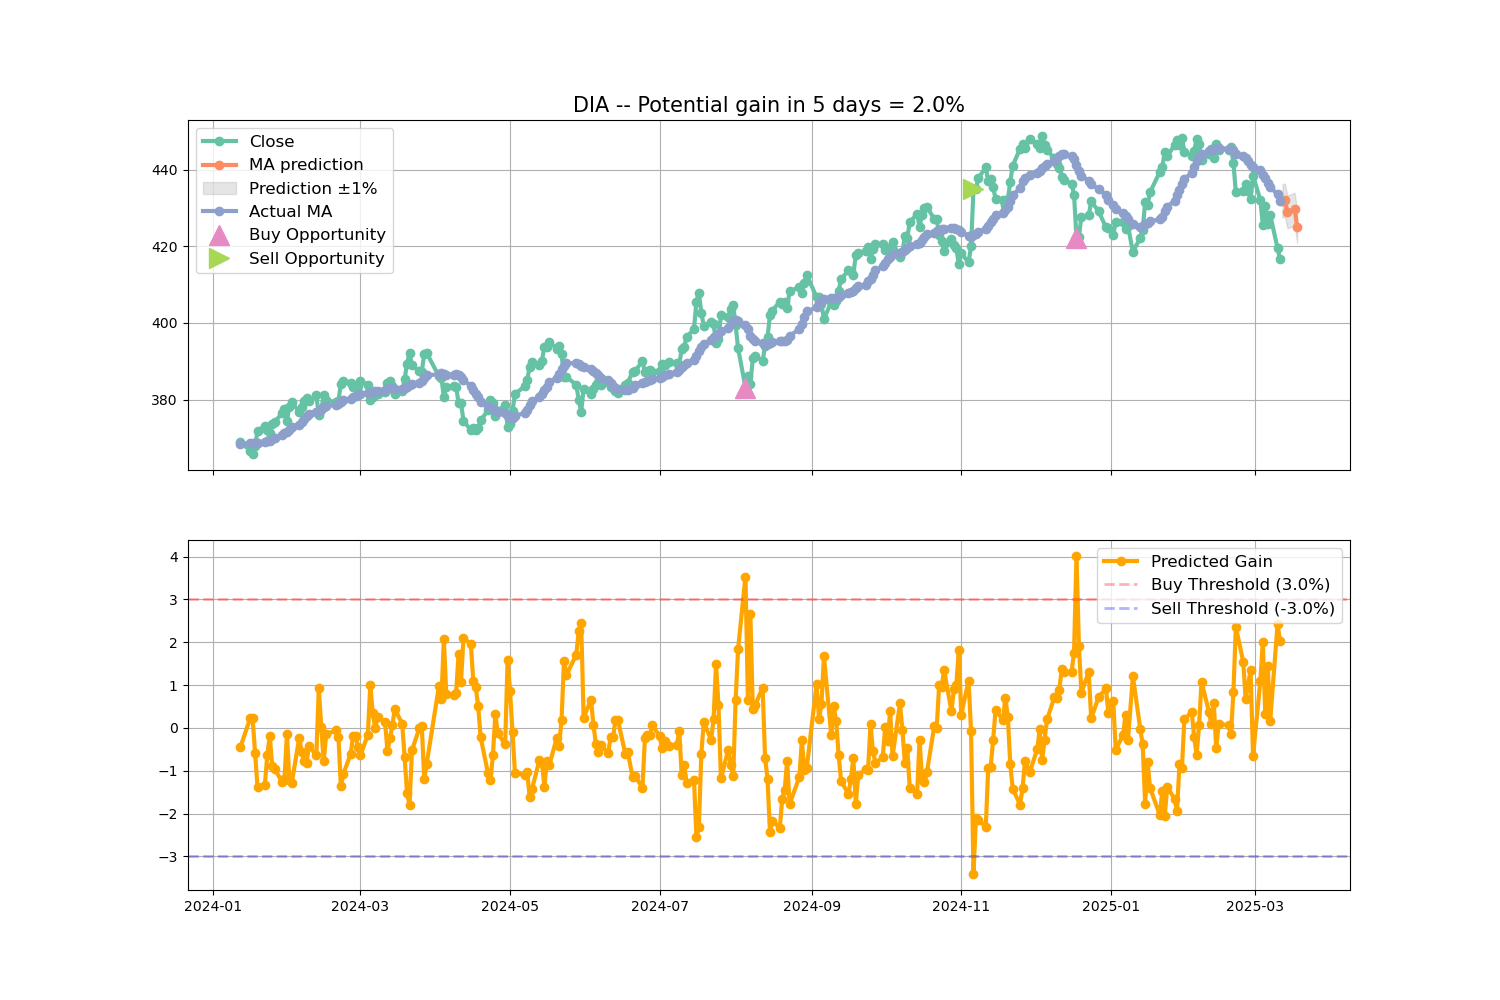 DIA -- Potential gain in 5 days = 2.0%
Close
MA prediction
Prediction ±1%
Actual MA
Buy Opportunity
Sell Opportunity
440
420
400
380
Predicted Gain
Buy Threshold (3.0%)
Sell Threshold (-3.0%)
4
3
2
1
0
−1
−2
−3
2024-01
2024-03
2024-05
2024-07
2024-09
2024-11
2025-01
2025-03